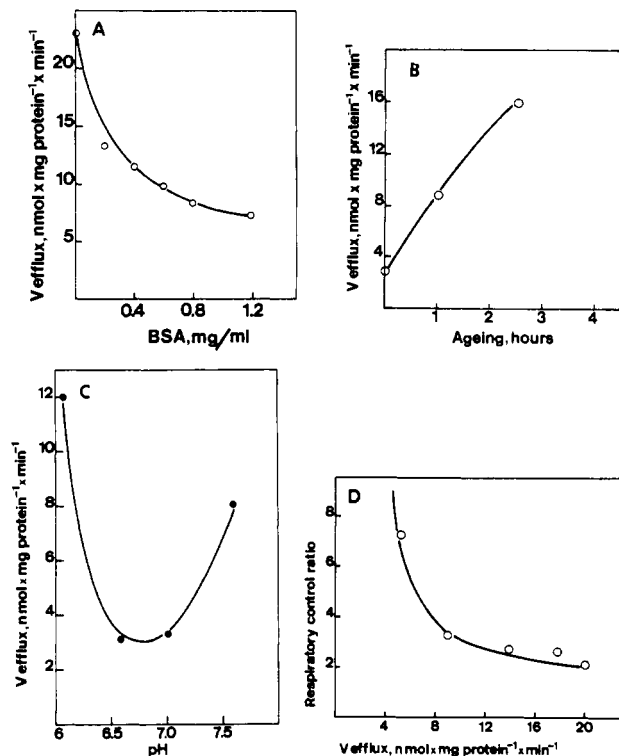 A
V efflux, nmol x mg protein⁻¹ x min⁻¹
20
15
10
5
0.4
0.8
1.2
BSA, mg/ml
B
V efflux, nmol x mg protein⁻¹ x min⁻¹
16
12
8
4
1
2
3
4
Ageing, hours
C
V efflux, nmol x mg protein⁻¹ x min⁻¹
12
10
8
6
4
2
6
6.5
7.0
7.5
pH
D
Respiratory control ratio
8
6
4
2
4
8
12
16
20
V efflux, nmol x mg protein⁻¹ x min⁻¹